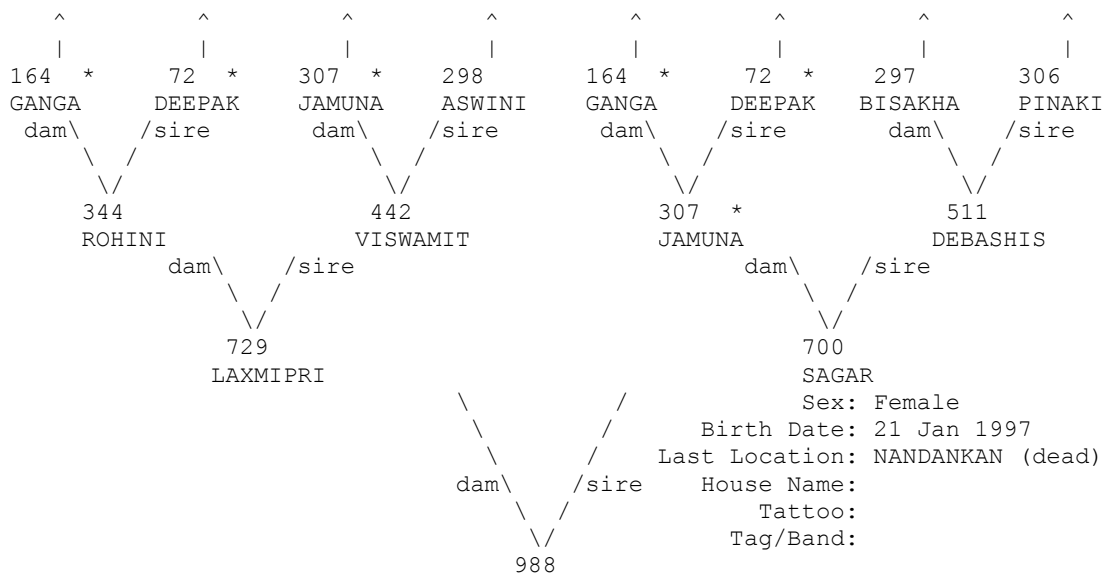 ^ ^ ^ ^ ^ ^ ^ ^
| | | | | | | |
164 * 72 * 307 * 298 164 * 72 * 297 306
GANGA DEEPAK JAMUNA ASWINI GANGA DEEPAK BISAKHA PINAKI
dam\ /sire dam\ /sire dam\ /sire dam\ /sire
\ / \ / \ / \ /
\/ \/ \/ \/
344 442 307 * 511
ROHINI VISWAMIT JAMUNA DEBASHIS
dam\ /sire dam\ /sire
\ / \ /
\/ \/
729 700
LAXMIPRI SAGAR
\ / Sex: Female
\ / Birth Date: 21 Jan 1997
\ / Last Location: NANDANKAN (dead)
dam\ /sire House Name:
\ / Tattoo:
\/ Tag/Band:
988